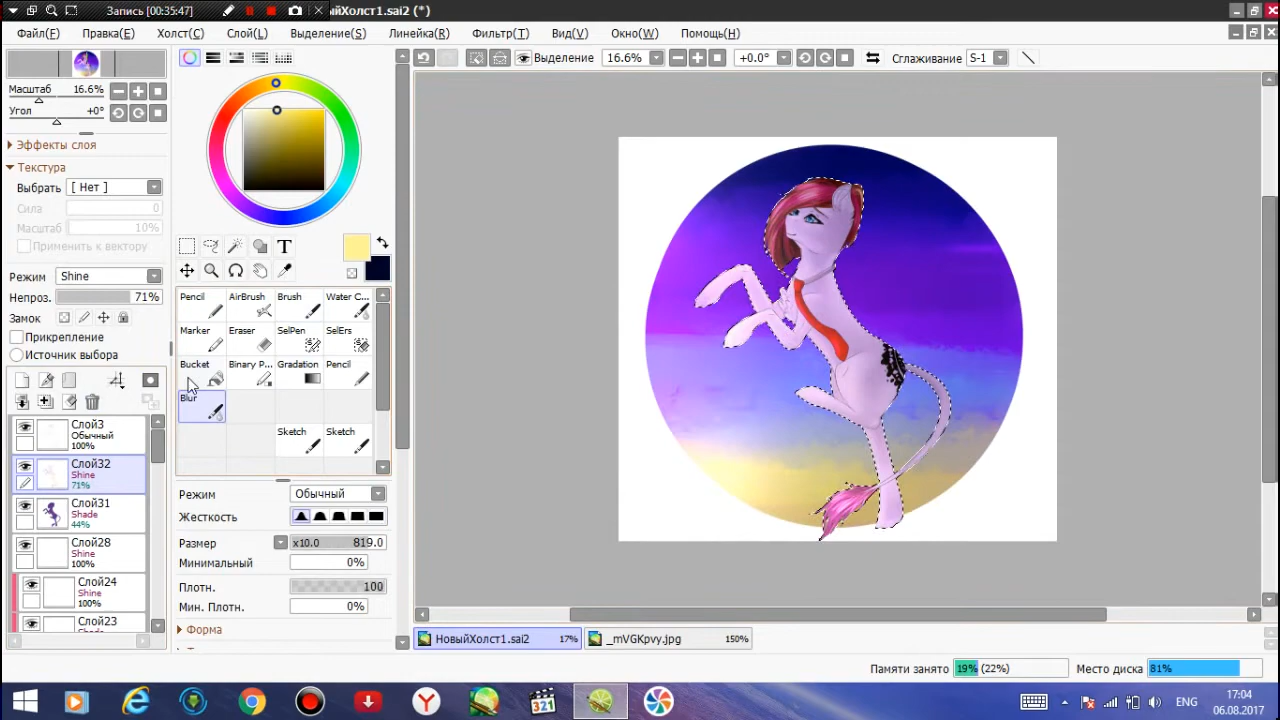 Запись [00:35:47]
ыйХолст1.sai2 (*)
Файл(F)
Правка(E)
Холст(C)
Слой(L)
Выделение(S)
Линейка(R)
Фильтр(T)
Вид(V)
Окно(W)
Помощь(H)
Выделение
16.6%
+0.0°
Сглаживание
S-1
Масштаб 16.6%
Угол +0°
Эффекты слоя
Текстура
Выбрать [ Нет ]
Сила 0
Масштаб 10%
Применить к вектору
Режим Shine
Непроз. 71%
Замок
Прикрепление
Источник выбора
Слой3
Обычный
100%
Слой32
Shine
71%
Слой31
Shade
44%
Слой28
Shine
100%
Слой24
Shine
100%
Слой23
Shade
T
Pencil AirBrush Brush Water C...
Marker Eraser SelPen SelErs
Bucket Binary P... Gradation Pencil
Blur
Sketch Sketch
Режим Обычный
Жесткость
Размер x10.0 819.0
Минимальный 0%
Плотн. 100
Мин. Плотн. 0%
Форма
НовыйХолст1.sai2 17%
_mVGKpvy.jpg 150%
Памяти занято 19% (22%)
Место диска 81%
321
ENG
17:04
06.08.2017